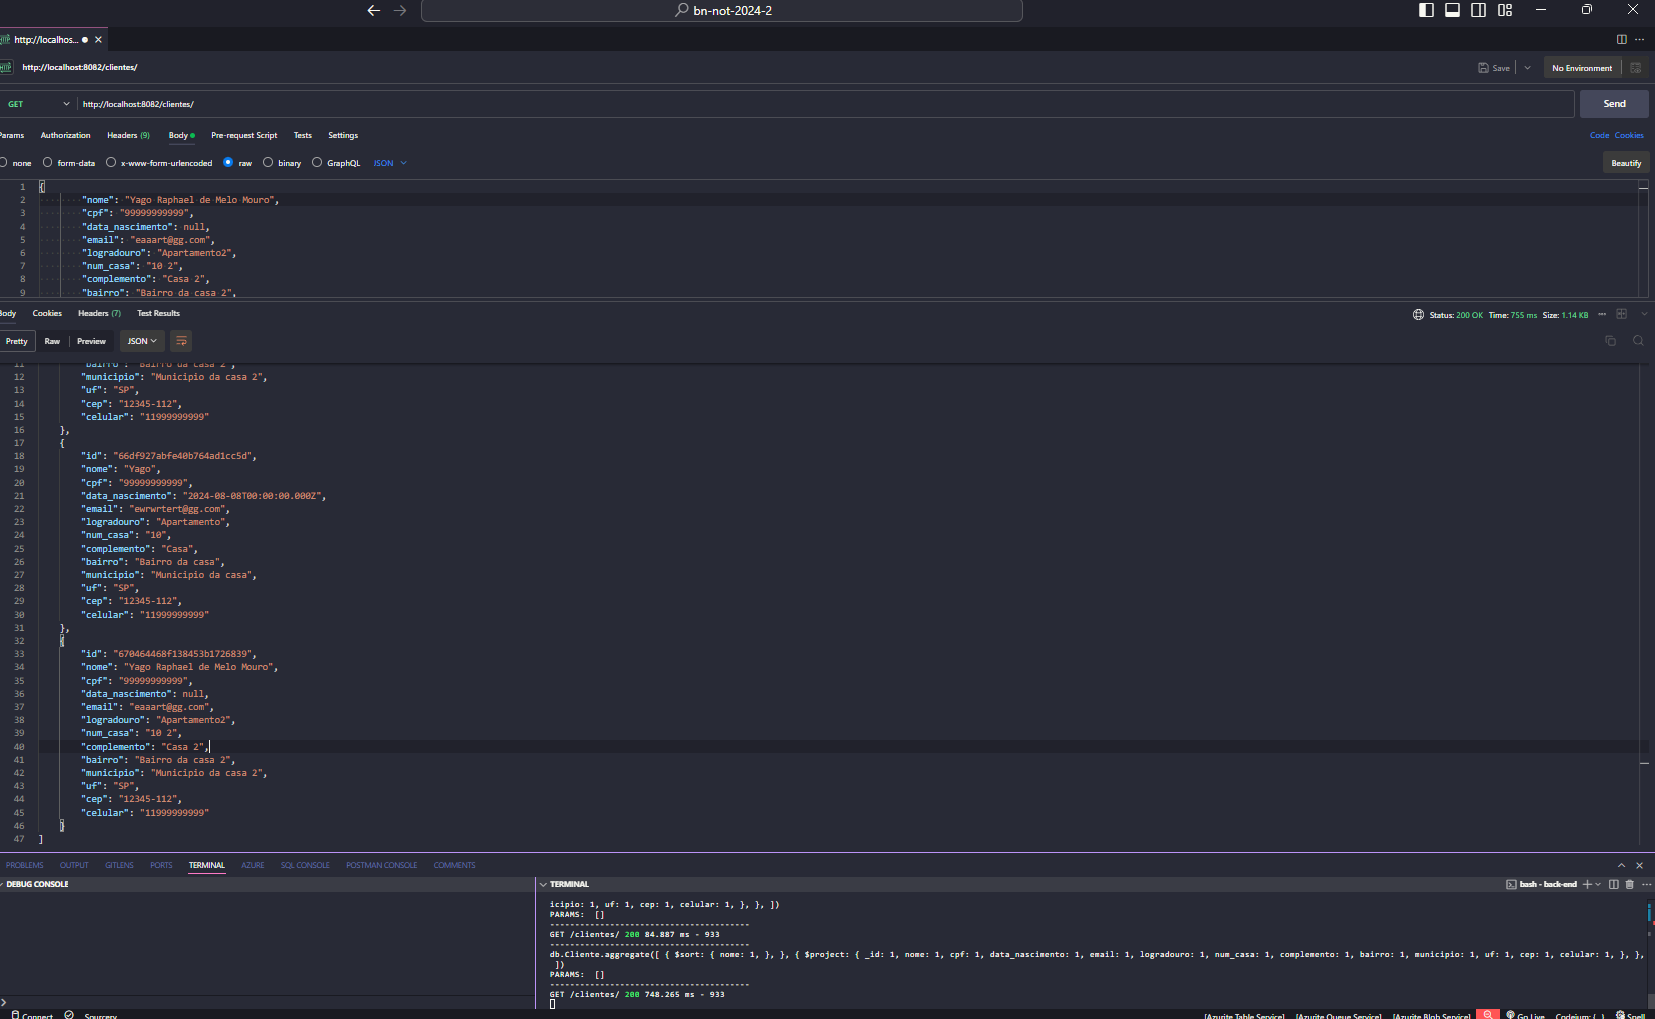 bn-not-2024-2
http://localhos...
http://localhost:8082/clientes/
Save
No Environment
GET
http://localhost:8082/clientes/
Send
Params Authorization Headers (9) Body Pre-request Script Tests Settings
Code Cookies
none form-data x-www-form-urlencoded raw binary GraphQL JSON
Beautify
1 {
2 "nome": "Yago Raphael de Melo Mouro",
3 "cpf": "99999999999",
4 "data_nascimento": null,
5 "email": "eaaart@gg.com",
6 "logradouro": "Apartamento2",
7 "num_casa": "10 2",
8 "complemento": "Casa 2",
9 "bairro": "Bairro da casa 2",
Body Cookies Headers (7) Test Results
Status: 200 OK Time: 755 ms Size: 1.14 KB
Pretty Raw Preview JSON
11 "bairro": "Bairro da casa 2",
12 "municipio": "Municipio da casa 2",
13 "uf": "SP",
14 "cep": "12345-112",
15 "celular": "11999999999"
16 },
17 {
18 "id": "66df927abfe40b764ad1cc5d",
19 "nome": "Yago",
20 "cpf": "99999999999",
21 "data_nascimento": "2024-08-08T00:00:00.000Z",
22 "email": "ewrwrtert@gg.com",
23 "logradouro": "Apartamento",
24 "num_casa": "10",
25 "complemento": "Casa",
26 "bairro": "Bairro da casa",
27 "municipio": "Municipio da casa",
28 "uf": "SP",
29 "cep": "12345-112",
30 "celular": "11999999999"
31 },
32 {
33 "id": "670464468f138453b1726839",
34 "nome": "Yago Raphael de Melo Mouro",
35 "cpf": "99999999999",
36 "data_nascimento": null,
37 "email": "eaaart@gg.com",
38 "logradouro": "Apartamento2",
39 "num_casa": "10 2",
40 "complemento": "Casa 2",
41 "bairro": "Bairro da casa 2",
42 "municipio": "Municipio da casa 2",
43 "uf": "SP",
44 "cep": "12345-112",
45 "celular": "11999999999"
46 }
47 ]
PROBLEMS OUTPUT GITLENS PORTS TERMINAL AZURE SQL CONSOLE POSTMAN CONSOLE COMMENTS
DEBUG CONSOLE
TERMINAL
bash - back-end
icipio: 1, uf: 1, cep: 1, celular: 1, }, }, ])
PARAMS: []
----------------------------------------
GET /clientes/ 200 84.887 ms - 933
----------------------------------------
db.Cliente.aggregate([ { $sort: { nome: 1, }, }, { $project: { _id: 1, nome: 1, cpf: 1, data_nascimento: 1, email: 1, logradouro: 1, num_casa: 1, complemento: 1, bairro: 1, municipio: 1, uf: 1, cep: 1, celular: 1, }, },
])
PARAMS: []
----------------------------------------
GET /clientes/ 200 748.265 ms - 933
Connect Sourcery
[Azurite Table Service] [Azurite Queue Service] [Azurite Blob Service] Go Live Codeium: {..} Spell